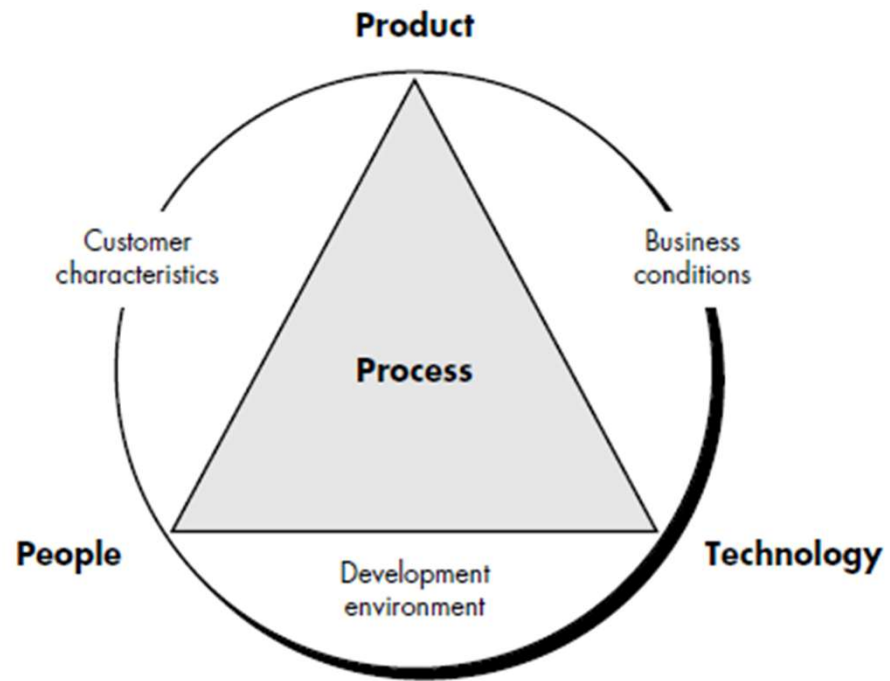 Product
Customer
characteristics
Business
conditions
Process
People
Technology
Development
environment